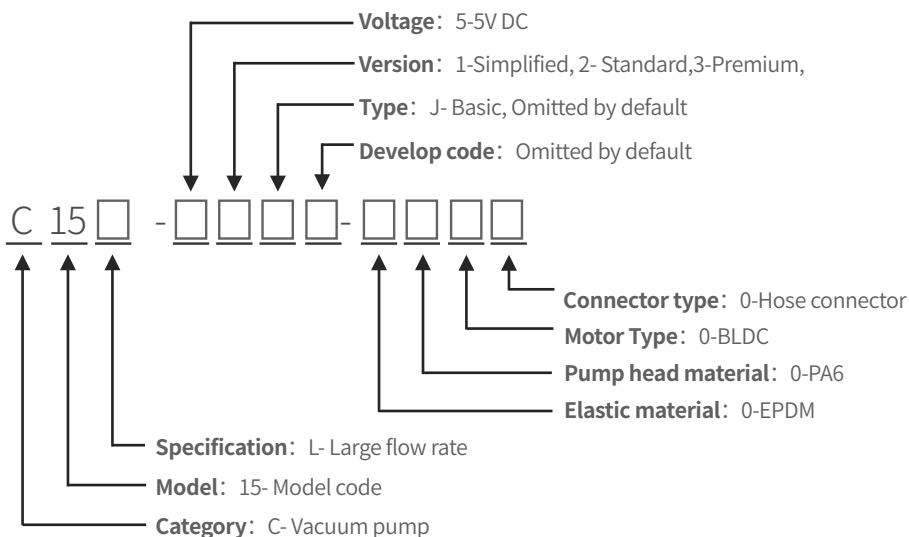 Voltage：5-5V DC
Version：1-Simplified, 2- Standard,3-Premium,
Type：J- Basic, Omitted by default
Develop code：Omitted by default
C 15 □ -□□□□-□□□□
Connector type：0-Hose connector
Motor Type：0-BLDC
Pump head material：0-PA6
Elastic material：0-EPDM
Specification：L- Large flow rate
Model：15- Model code
Category：C- Vacuum pump